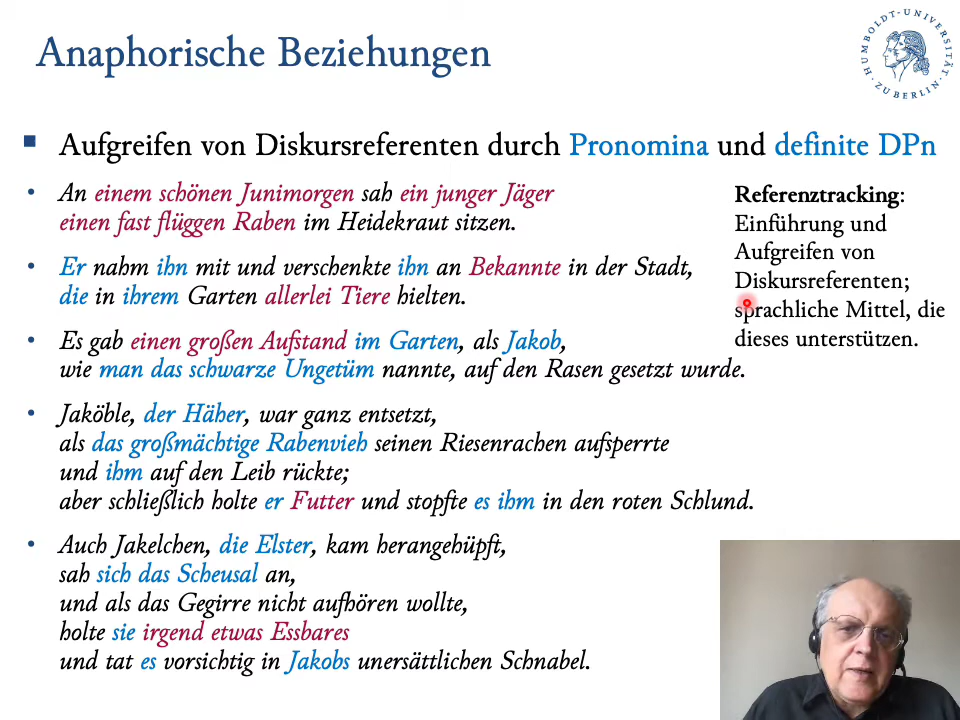 Anaphorische Beziehungen
HUMBOLDT-UNIVERSITÄT
ZU BERLIN
Aufgreifen von Diskursreferenten durch Pronomina und definite DPn
An einem schönen Junimorgen sah ein junger Jäger
einen fast flüggen Raben im Heidekraut sitzen.
Er nahm ihn mit und verschenkte ihn an Bekannte in der Stadt,
die in ihrem Garten allerlei Tiere hielten.
Es gab einen großen Aufstand im Garten, als Jakob,
wie man das schwarze Ungetüm nannte, auf den Rasen gesetzt wurde.
Jaköble, der Häher, war ganz entsetzt,
als das großmächtige Rabenvieh seinen Riesenrachen aufsperrte
und ihm auf den Leib rückte;
aber schließlich holte er Futter und stopfte es ihm in den roten Schlund.
Auch Jakelchen, die Elster, kam herangehüpft,
sah sich das Scheusal an,
und als das Gegirre nicht aufhören wollte,
holte sie irgend etwas Essbares
und tat es vorsichtig in Jakobs unersättlichen Schnabel.
Referenztracking:
Einführung und
Aufgreifen von
Diskursreferenten;
sprachliche Mittel, die
dieses unterstützen.